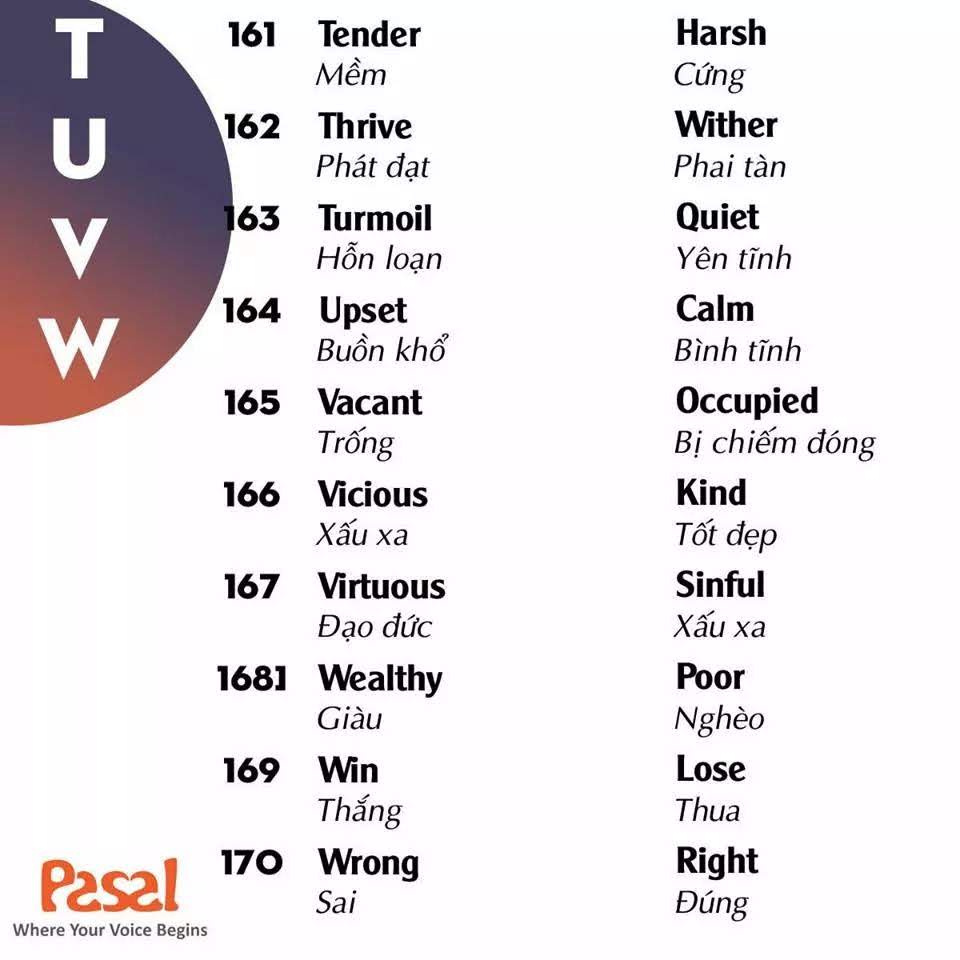 T
U
V
W
161 Tender Harsh
Mềm Cứng
162 Thrive Wither
Phát đạt Phai tàn
163 Turmoil Quiet
Hỗn loạn Yên tĩnh
164 Upset Calm
Buồn khổ Bình tĩnh
165 Vacant Occupied
Trống Bị chiếm đóng
166 Vicious Kind
Xấu xa Tốt đẹp
167 Virtuous Sinful
Đạo đức Xấu xa
168] Wealthy Poor
Giàu Nghèo
169 Win Lose
Thắng Thua
170 Wrong Right
Sai Đúng
Pasal
Where Your Voice Begins